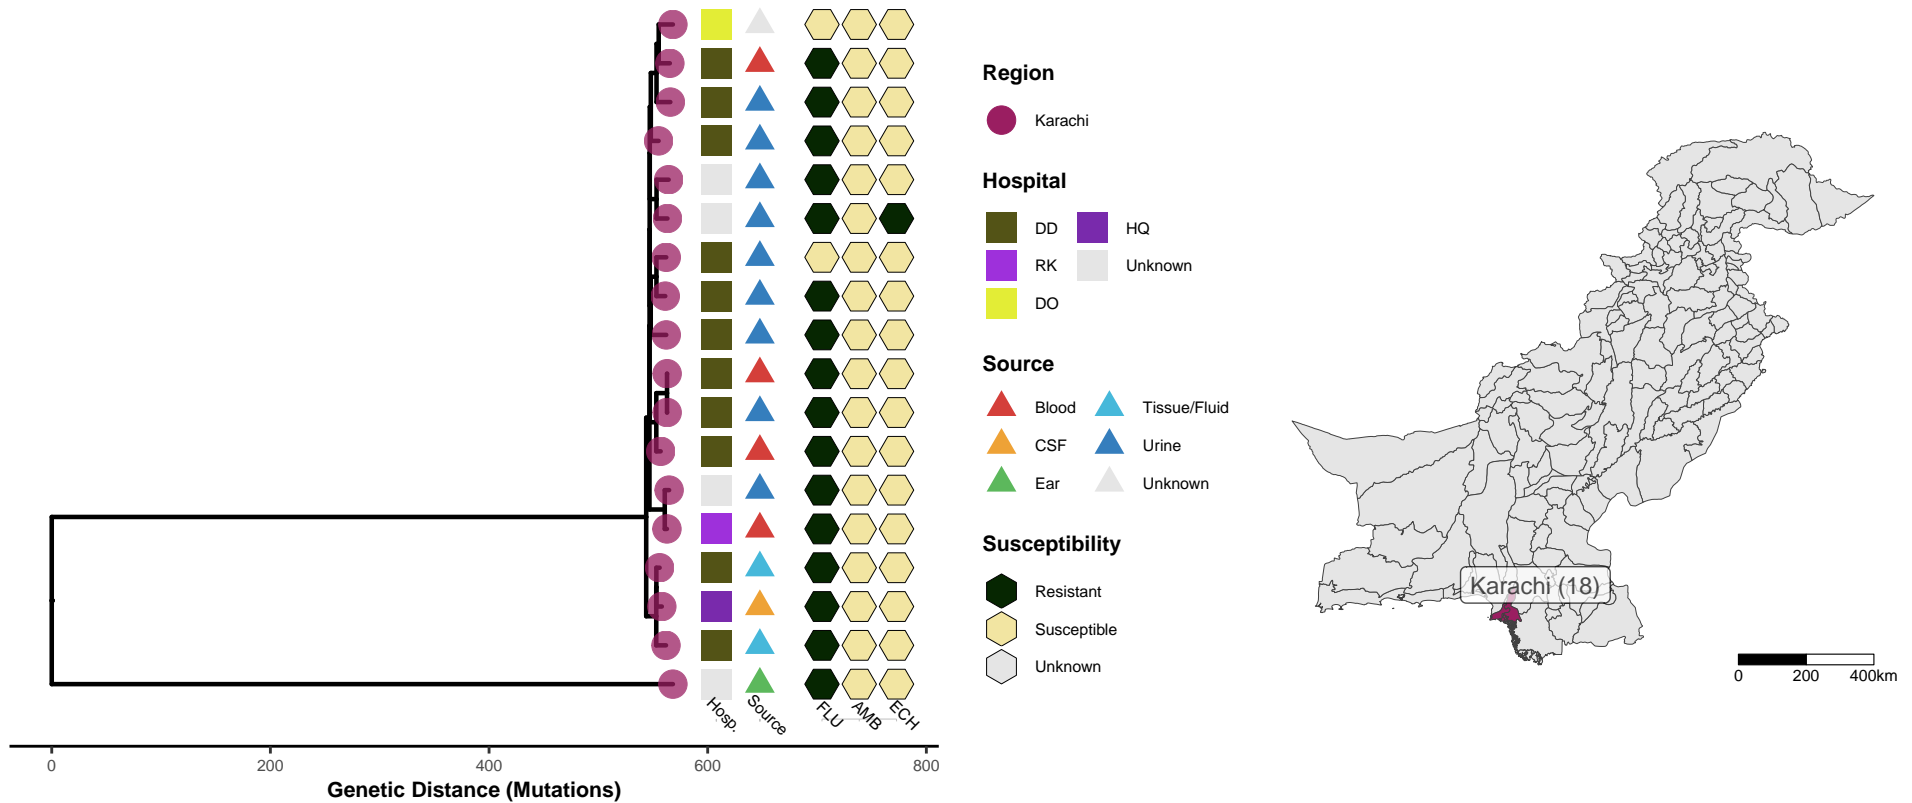 Region
Karachi
Hospital
DD
HQ
RK
Unknown
DO
Source
Blood
Tissue/Fluid
CSF
Urine
Ear
Unknown
Susceptibility
Resistant
Susceptible
Unknown
Hosp.
Source
FLU
AMB
ECH
0
200
400
600
800
Genetic Distance (Mutations)
Karachi (18)
0
200
400km